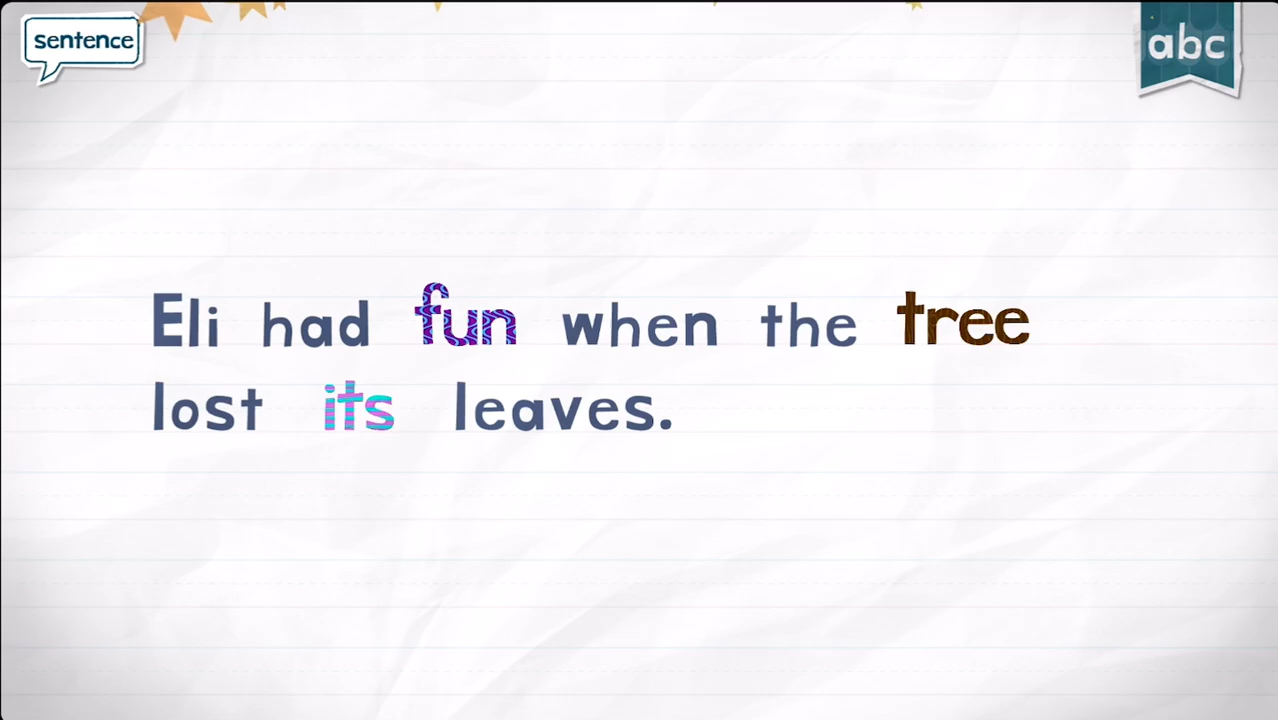 sentence
abc
Eli had fun when the tree
lost its leaves.